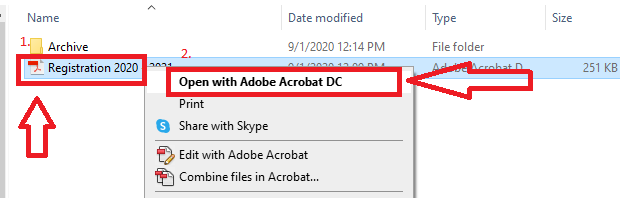 Name Date modified Type Size
1. Archive 9/1/2020 12:14 PM File folder
2.
Registration 2020 2021 Adobe Acrobat D... 251 KB
Open with Adobe Acrobat DC
Print
Share with Skype
Edit with Adobe Acrobat
Combine files in Acrobat...